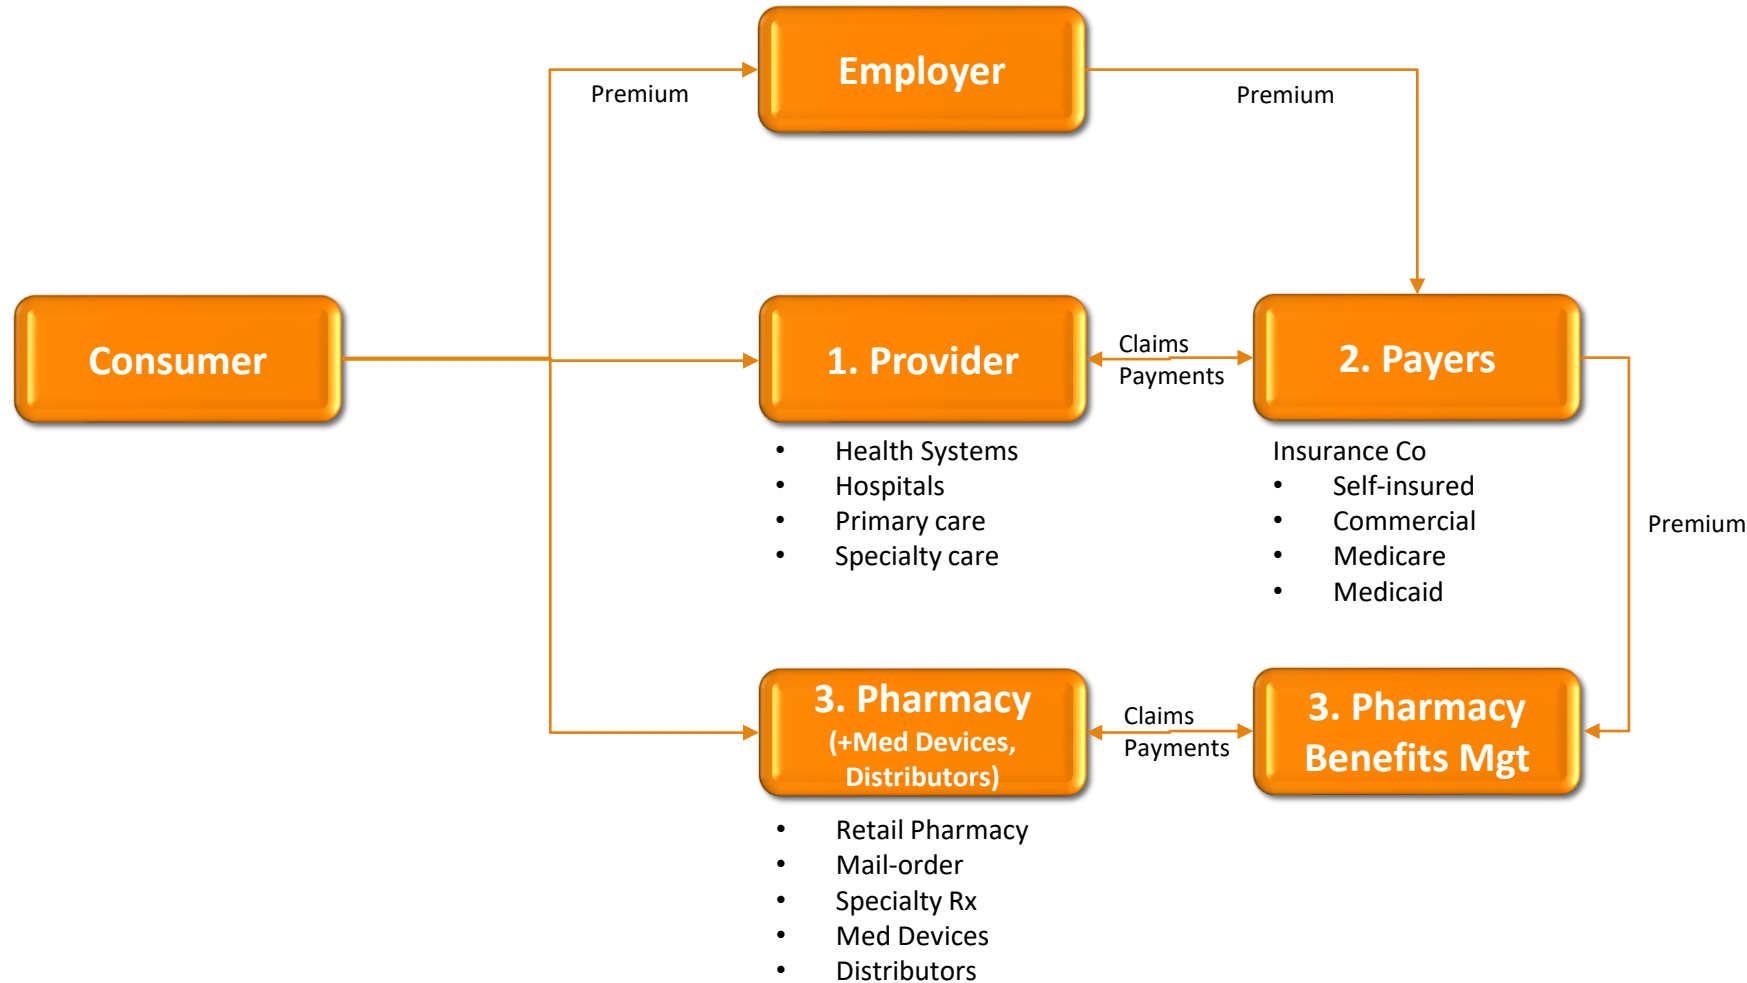 Employer
Premium
Premium
Consumer
1. Provider
Claims
Payments
2. Payers
• Health Systems
• Hospitals
• Primary care
• Specialty care
Insurance Co
• Self-insured
• Commercial
• Medicare
• Medicaid
Premium
3. Pharmacy
(+Med Devices,
Distributors)
Claims
Payments
3. Pharmacy
Benefits Mgt
• Retail Pharmacy
• Mail-order
• Specialty Rx
• Med Devices
• Distributors